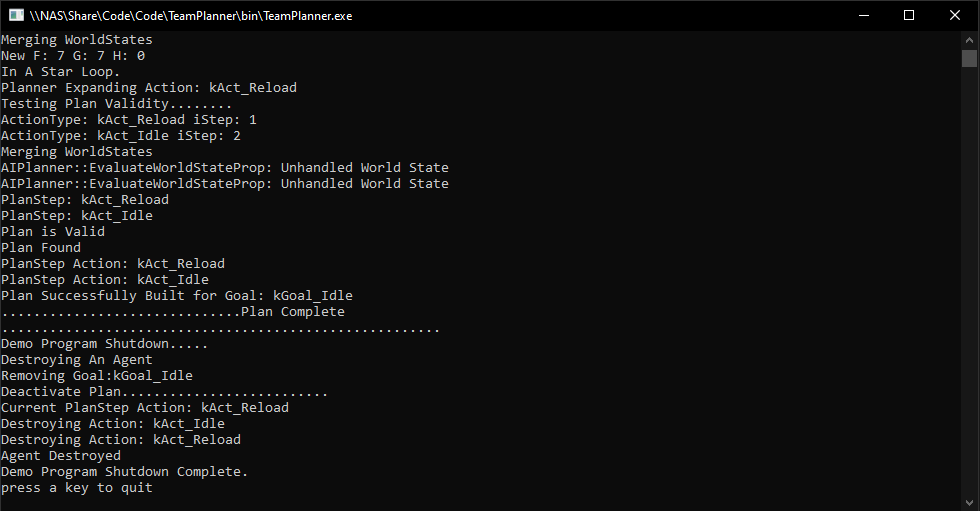 \\NAS\Share\Code\Code\TeamPlanner\bin\TeamPlanner.exe
Merging WorldStates
New F: 7 G: 7 H: 0
In A Star Loop.
Planner Expanding Action: kAct_Reload
Testing Plan Validity........
ActionType: kAct_Reload iStep: 1
ActionType: kAct_Idle iStep: 2
Merging WorldStates
AIPlanner::EvaluateWorldStateProp: Unhandled World State
AIPlanner::EvaluateWorldStateProp: Unhandled World State
PlanStep: kAct_Reload
PlanStep: kAct_Idle
Plan is Valid
Plan Found
PlanStep Action: kAct_Reload
PlanStep Action: kAct_Idle
Plan Successfully Built for Goal: kGoal_Idle
..............................Plan Complete
.......................................................
Demo Program Shutdown.....
Destroying An Agent
Removing Goal:kGoal_Idle
Deactivate Plan..........................
Current PlanStep Action: kAct_Reload
Destroying Action: kAct_Idle
Destroying Action: kAct_Reload
Agent Destroyed
Demo Program Shutdown Complete.
press a key to quit